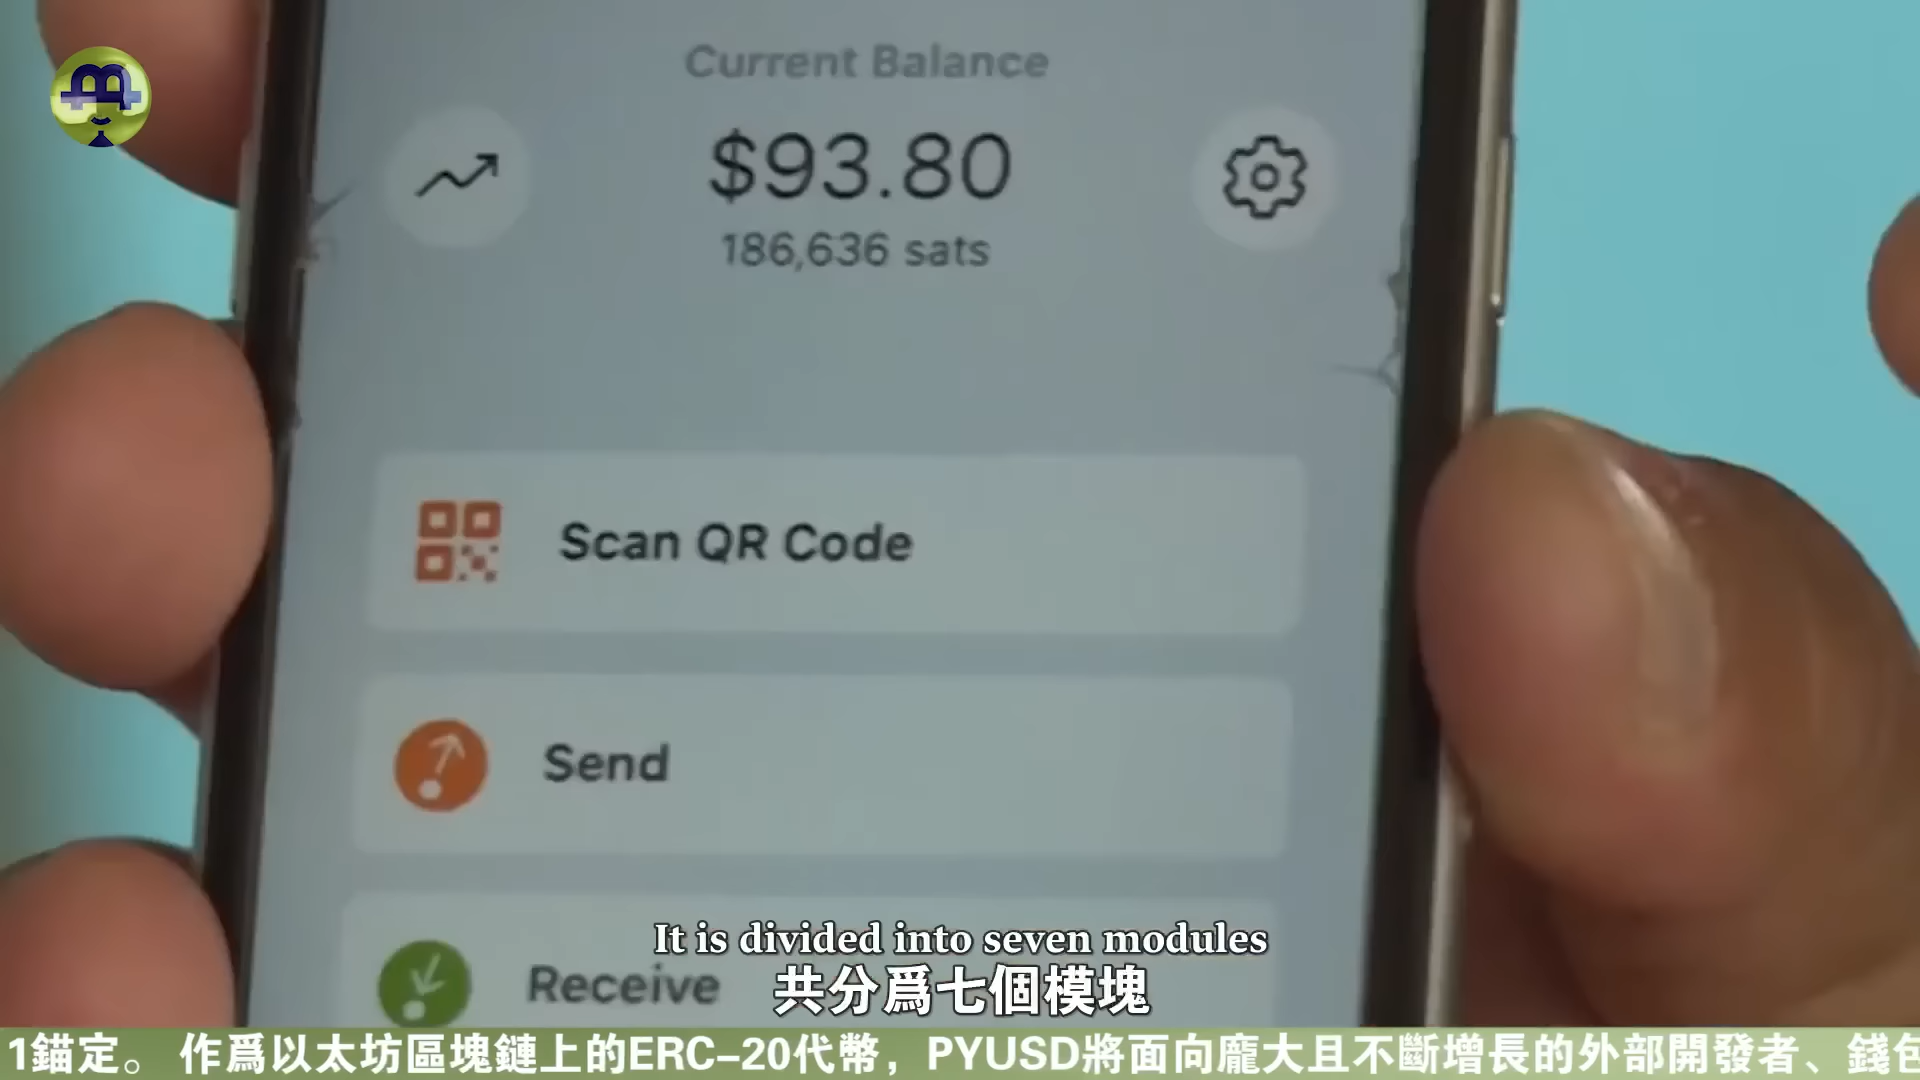 Current Balance
$93.80
186,636 sats
Scan QR Code
Send
Receive
It is divided into seven modules
共分爲七個模塊
1錨定。作爲以太坊區塊鏈上的ERC-20代幣，PYUSD將面向龐大且不斷增長的外部開發者、錢包